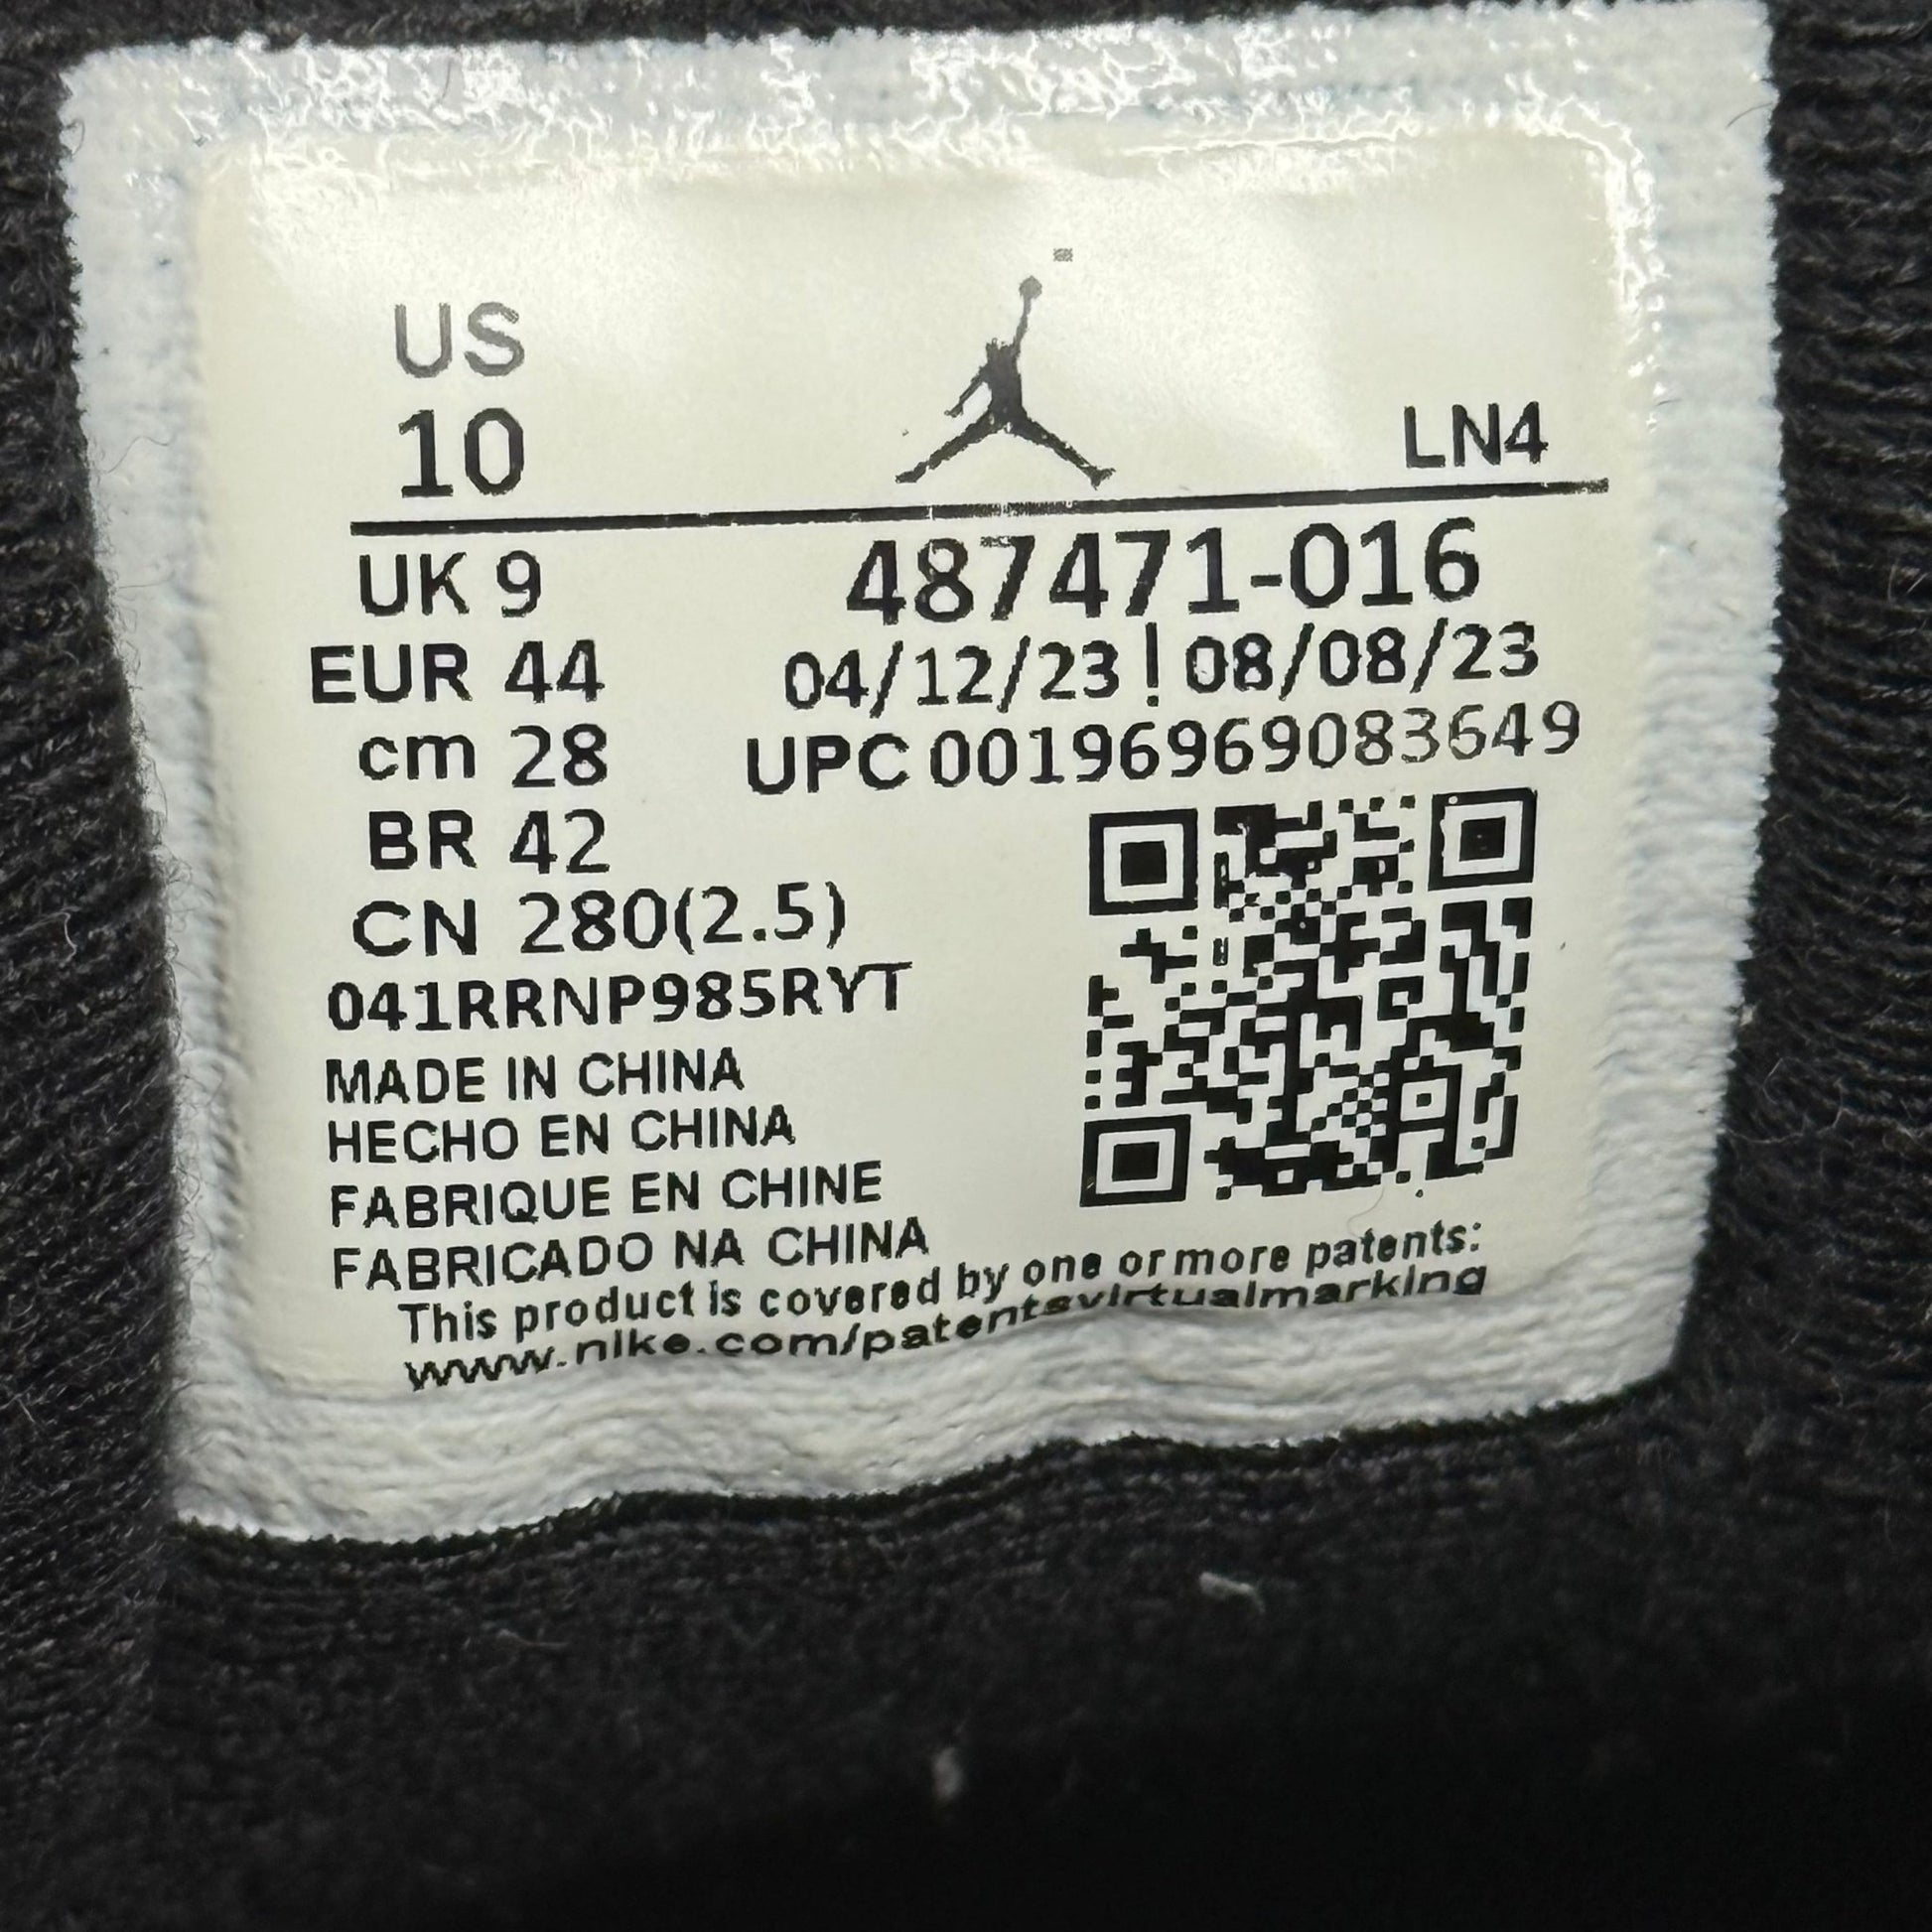 US
10
LN4
UK 9
487471-016
EUR 44
04/12/23 ! 08/08/23
cm 28
UPC 00196969083649
BR 42
CN 280(2.5)
041RRNP985RYT
MADE IN CHINA
HECHO EN CHINA
FABRIQUE EN CHINE
FABRICADO NA CHINA
This product is covered by one or more patents:
www.nike.com/patentsvirtualmarking